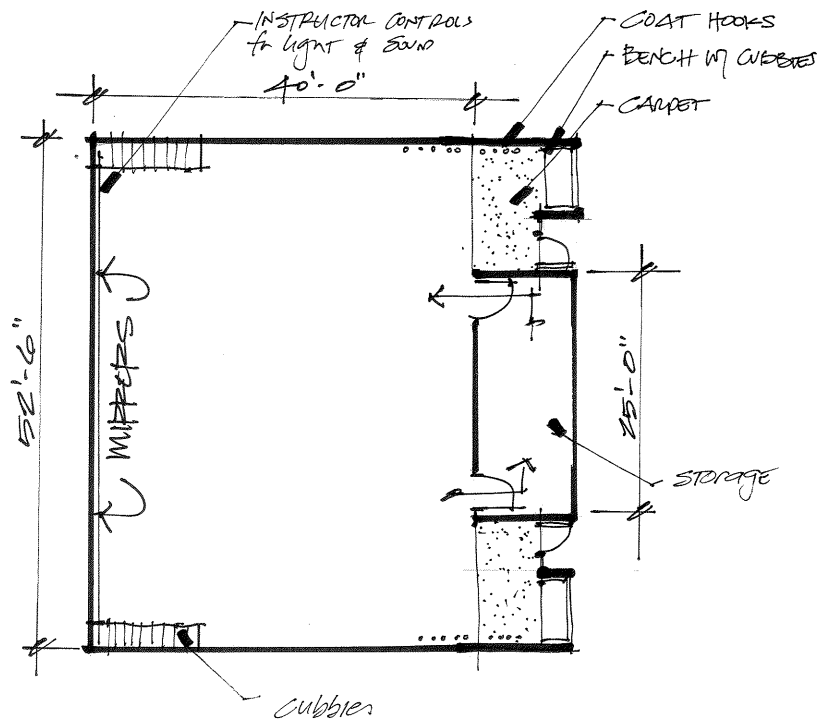 INSTRUCTOR CONTROLS
for light & SOUND
COAT HOOKS
BENCH W/ CUBBIES
CARPET
40'-0"
52'-6"
MIRRORS
25'-0"
STORAGE
Cubbies